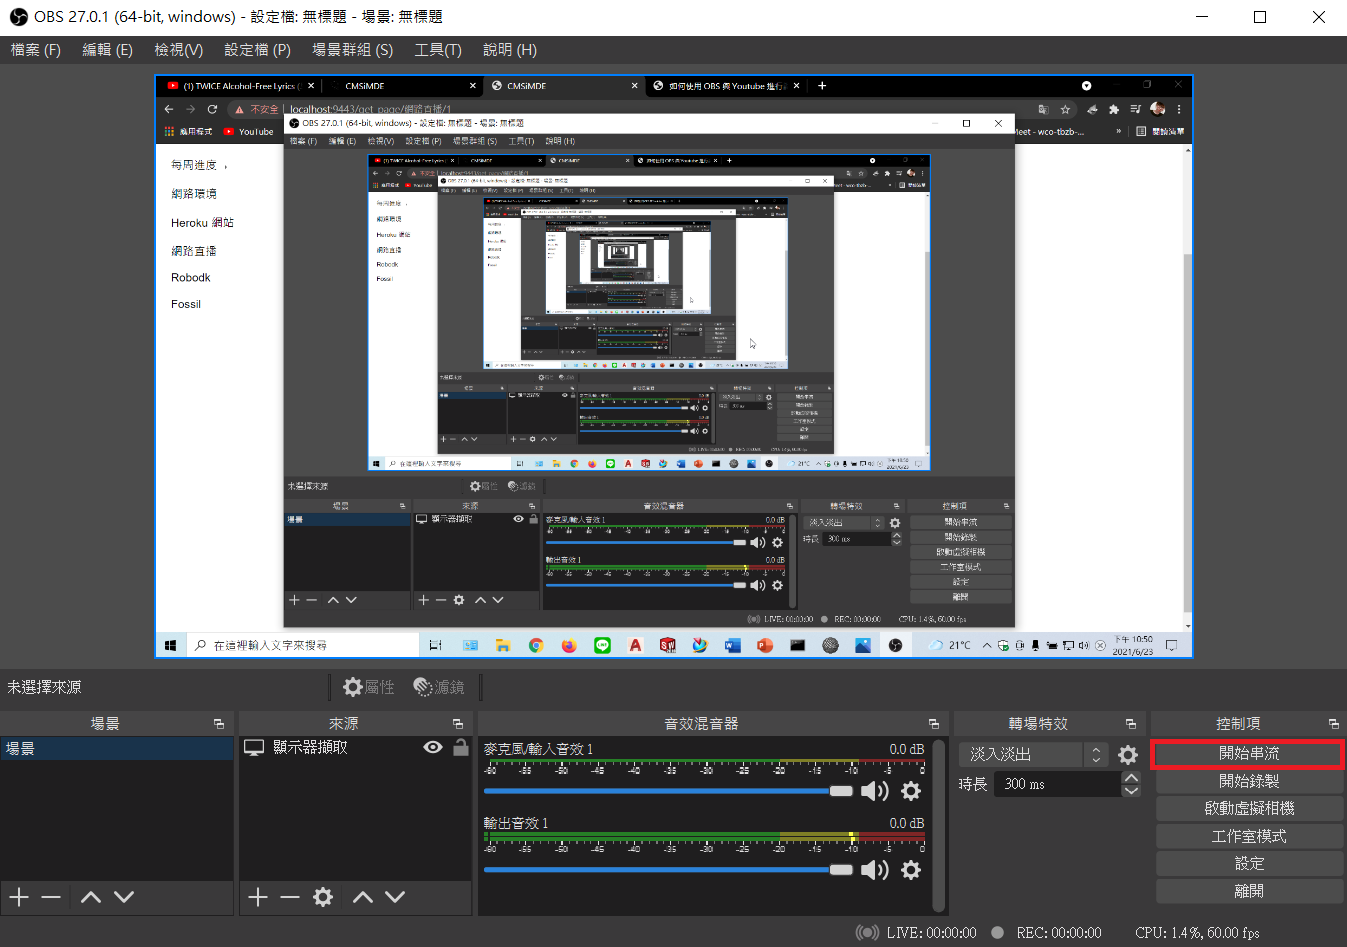 OBS 27.0.1 (64-bit, windows) - 設定檔: 無標題 - 場景: 無標題
檔案 (F) 編輯 (E) 檢視(V) 設定檔 (P) 場景群組 (S) 工具(T) 說明 (H)
(1) TWICE Alcohol-Free Lyrics ( CMSiMDE CMSiMDE 如何使用 OBS 與 Youtube 進行
不安全 localhost:9443/get_page/網路直播/1
應用程式 YouTube Meet - wco-tbzb-... » 閱讀清單
OBS 27.0.1 (64-bit, windows) - 設定檔: 無標題 - 場景: 無標題
檔案 (F) 編輯 (E) 檢視(V) 設定檔 (P) 場景群組 (S) 工具(T) 說明 (H)
每周進度 ,
網路環境
Heroku 網站
網路直播
Robodk
Fossil
未選擇來源 屬性 濾鏡
場景 來源 音效混音器 轉場特效 控制項
場景 顯示器擷取 麥克風/輸入音效 1 0.0 dB 淡入淡出 開始串流
時長 300 ms 開始錄製
啟動虛擬相機
輸出音效 1 0.0 dB 工作室模式
設定
離開
LIVE: 00:00:00 REC: 00:00:00 CPU: 1.4%, 60.00 fps
在這裡輸入文字來搜尋 21°C 下午 10:50
2021/6/23
未選擇來源 屬性 濾鏡
場景 來源 音效混音器 轉場特效 控制項
場景 顯示器擷取 麥克風/輸入音效 1 0.0 dB 淡入淡出 開始串流
-60 -55 -50 -45 -40 -35 -30 -25 -20 -15 -10 -5 0
時長 300 ms 開始錄製
啟動虛擬相機
輸出音效 1 0.0 dB 工作室模式
-60 -55 -50 -45 -40 -35 -30 -25 -20 -15 -10 -5 0
設定
離開
LIVE: 00:00:00 REC: 00:00:00 CPU: 1.4%, 60.00 fps